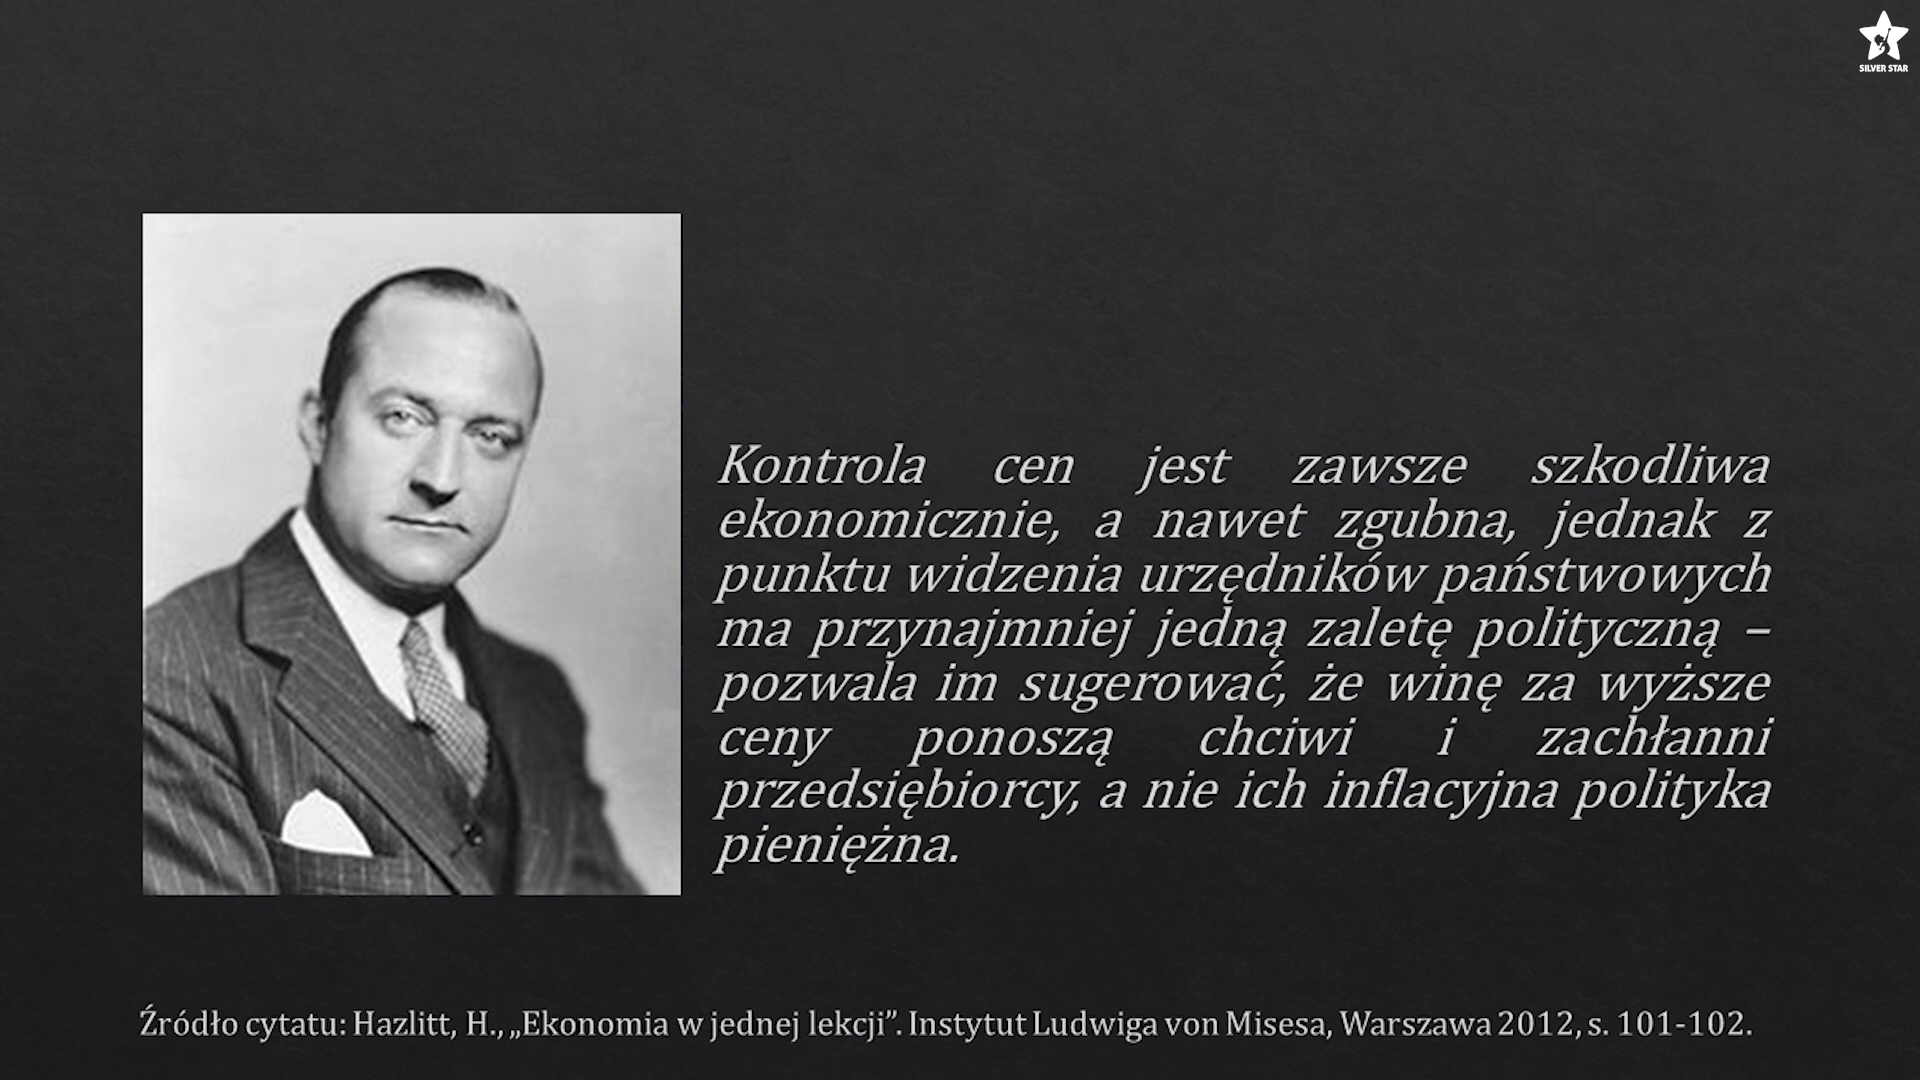 SILVER STAR
Kontrola cen jest zawsze szkodliwa
ekonomicznie, a nawet zgubna, jednak z
punktu widzenia urzędników państwowych
ma przynajmniej jedną zaletę polityczną –
pozwala im sugerować, że winę za wyższe
ceny ponoszą chciwi i zachłanni
przedsiębiorcy, a nie ich inflacyjna polityka
pieniężna.
Źródło cytatu: Hazlitt, H., „Ekonomia w jednej lekcji”. Instytut Ludwiga von Misesa, Warszawa 2012, s. 101-102.